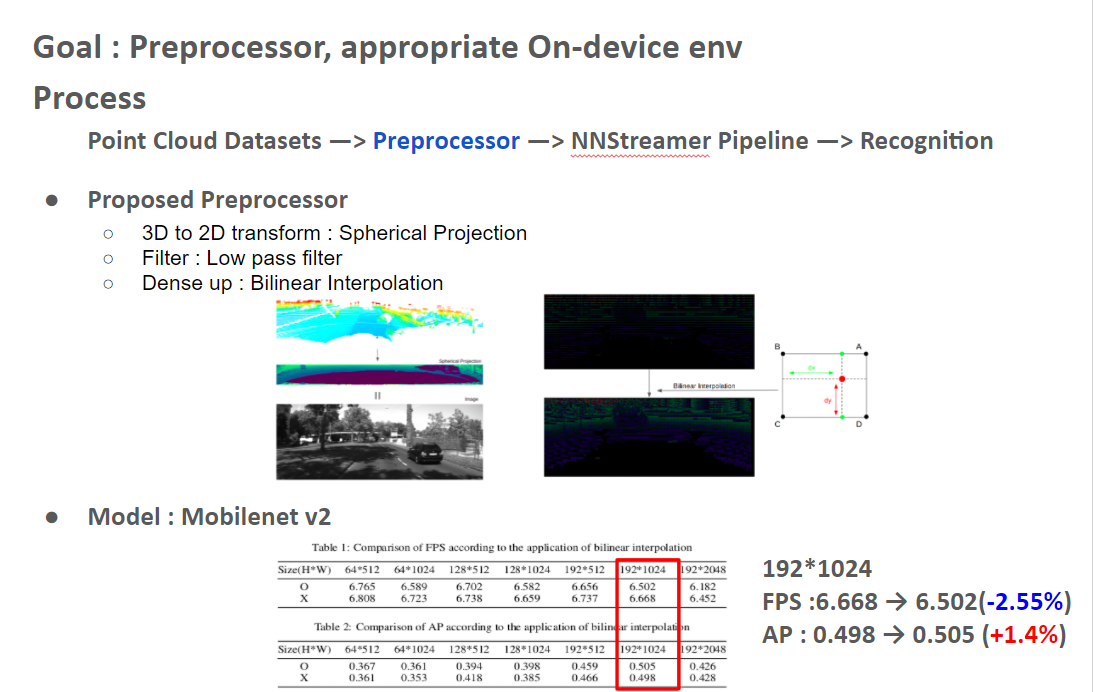 Goal : Preprocessor, appropriate On-device env
Process
Point Cloud Datasets —> Preprocessor —> NNStreamer Pipeline —> Recognition
● Proposed Preprocessor
○ 3D to 2D transform : Spherical Projection
○ Filter : Low pass filter
○ Dense up : Bilinear Interpolation
Spherical Projection
Image
Bilinear Interpolation
B A
dx
dy
C D
● Model : Mobilenet v2
Table 1: Comparison of FPS according to the application of bilinear interpolation
Size(H*W) 64*512 64*1024 128*512 128*1024 192*512 192*1024 192*2048
O 6.765 6.589 6.702 6.582 6.656 6.502 6.182
X 6.808 6.723 6.738 6.659 6.737 6.668 6.452
Table 2: Comparison of AP according to the application of bilinear interpolation
Size(H*W) 64*512 64*1024 128*512 128*1024 192*512 192*1024 192*2048
O 0.367 0.361 0.394 0.398 0.459 0.505 0.426
X 0.361 0.353 0.418 0.385 0.466 0.498 0.428
192*1024
FPS :6.668 → 6.502(-2.55%)
AP : 0.498 → 0.505 (+1.4%)